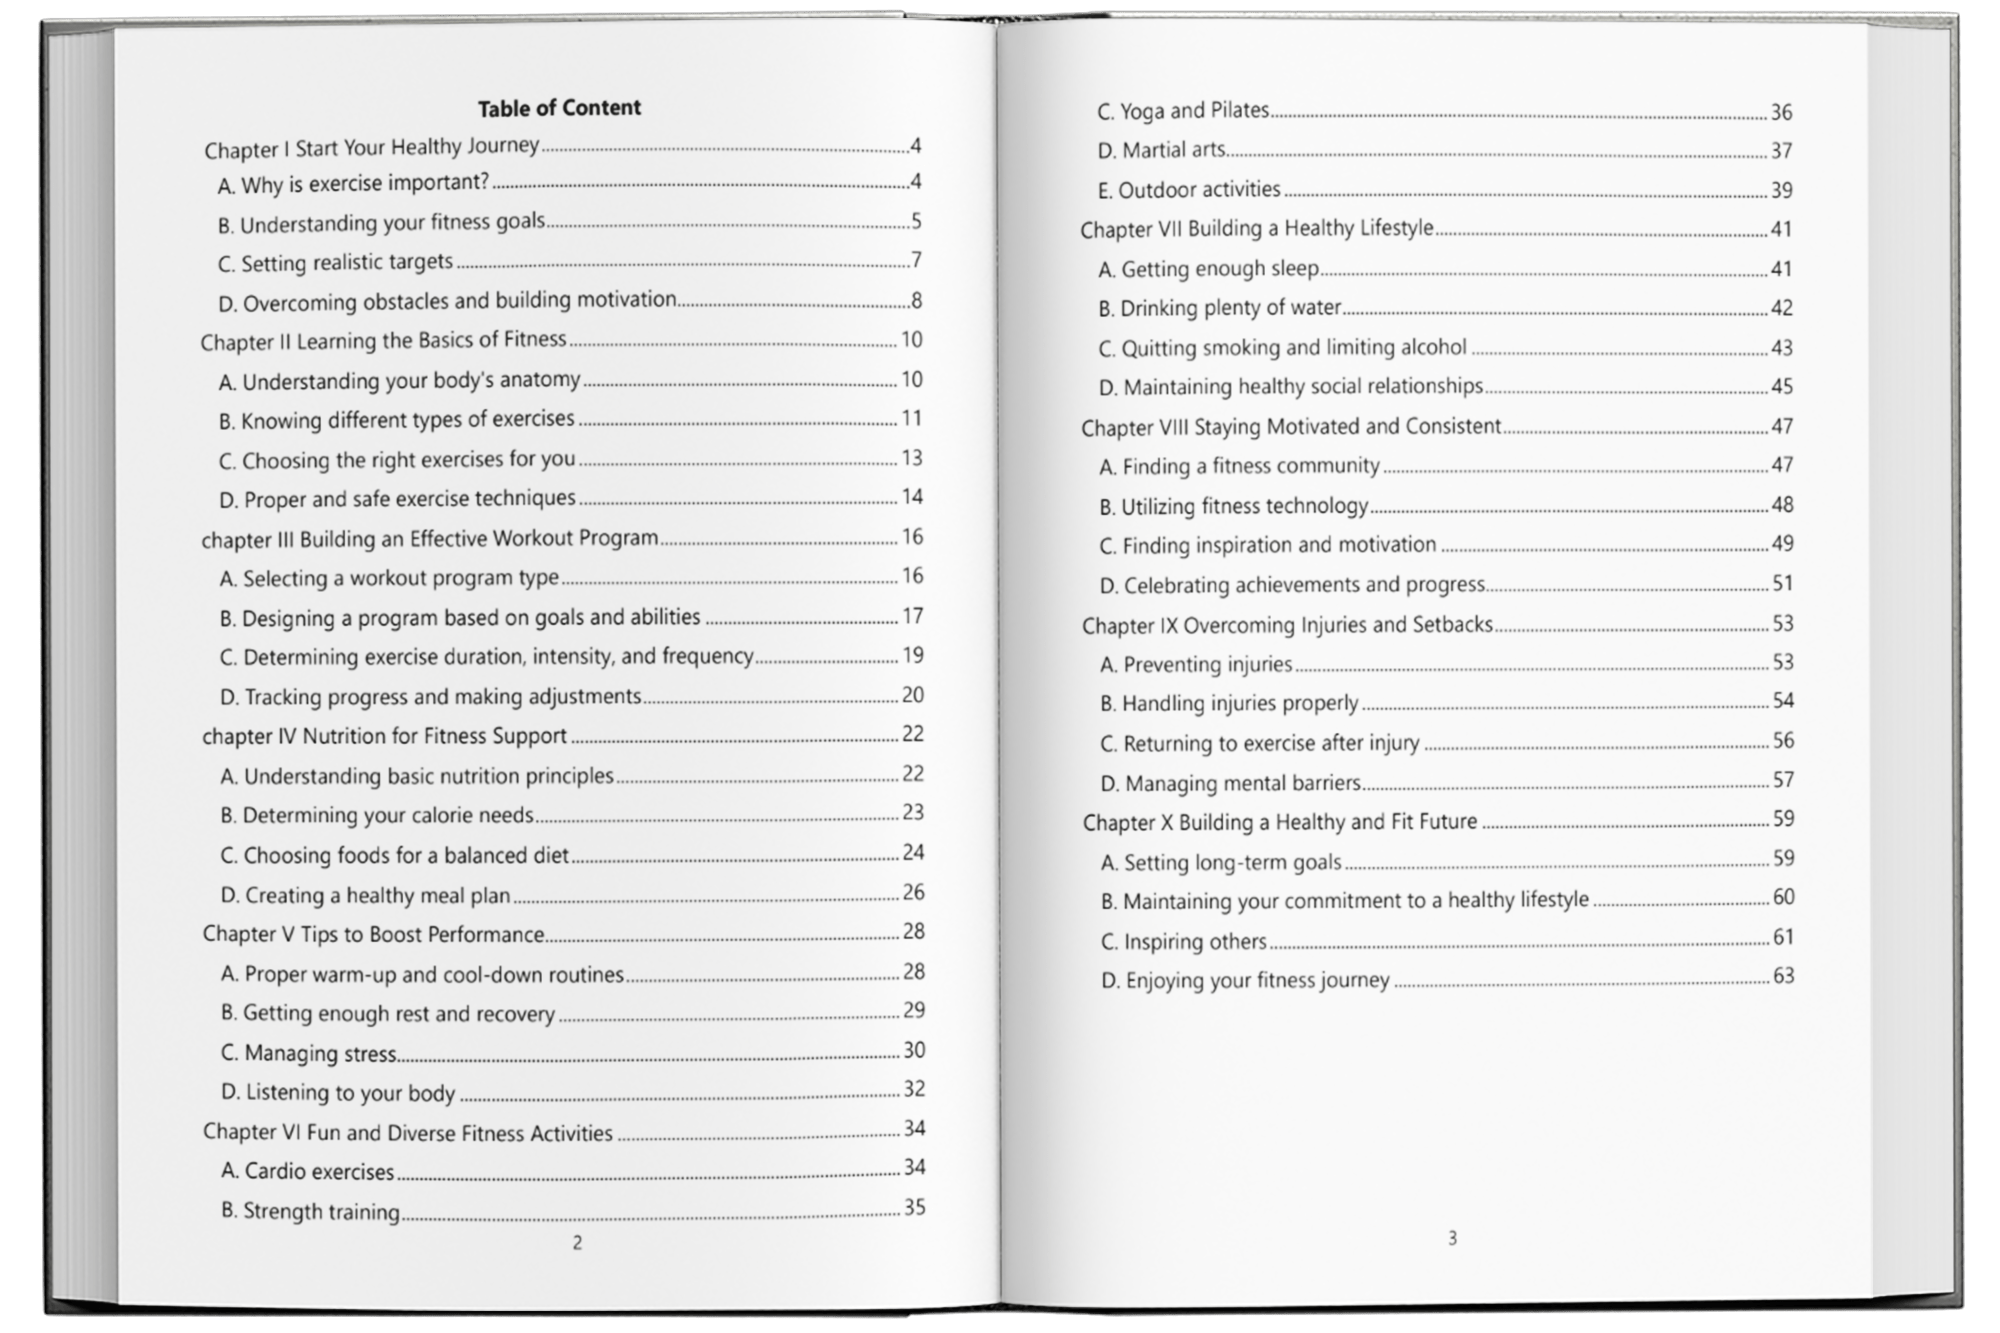 Table of Content
Chapter I Start Your Healthy Journey....4
A. Why is exercise important?....4
B. Understanding your fitness goals....5
C. Setting realistic targets....7
D. Overcoming obstacles and building motivation....8
Chapter II Learning the Basics of Fitness....10
A. Understanding your body's anatomy....10
B. Knowing different types of exercises....11
C. Choosing the right exercises for you....13
D. Proper and safe exercise techniques....14
chapter III Building an Effective Workout Program....16
A. Selecting a workout program type....16
B. Designing a program based on goals and abilities....17
C. Determining exercise duration, intensity, and frequency....19
D. Tracking progress and making adjustments....20
chapter IV Nutrition for Fitness Support....22
A. Understanding basic nutrition principles....22
B. Determining your calorie needs....23
C. Choosing foods for a balanced diet....24
D. Creating a healthy meal plan....26
Chapter V Tips to Boost Performance....28
A. Proper warm-up and cool-down routines....28
B. Getting enough rest and recovery....29
C. Managing stress....30
D. Listening to your body....32
Chapter VI Fun and Diverse Fitness Activities....34
A. Cardio exercises....34
B. Strength training....35
2
C. Yoga and Pilates....36
D. Martial arts....37
E. Outdoor activities....39
Chapter VII Building a Healthy Lifestyle....41
A. Getting enough sleep....41
B. Drinking plenty of water....42
C. Quitting smoking and limiting alcohol....43
D. Maintaining healthy social relationships....45
Chapter VIII Staying Motivated and Consistent....47
A. Finding a fitness community....47
B. Utilizing fitness technology....48
C. Finding inspiration and motivation....49
D. Celebrating achievements and progress....51
Chapter IX Overcoming Injuries and Setbacks....53
A. Preventing injuries....53
B. Handling injuries properly....54
C. Returning to exercise after injury....56
D. Managing mental barriers....57
Chapter X Building a Healthy and Fit Future....59
A. Setting long-term goals....59
B. Maintaining your commitment to a healthy lifestyle....60
C. Inspiring others....61
D. Enjoying your fitness journey....63
3